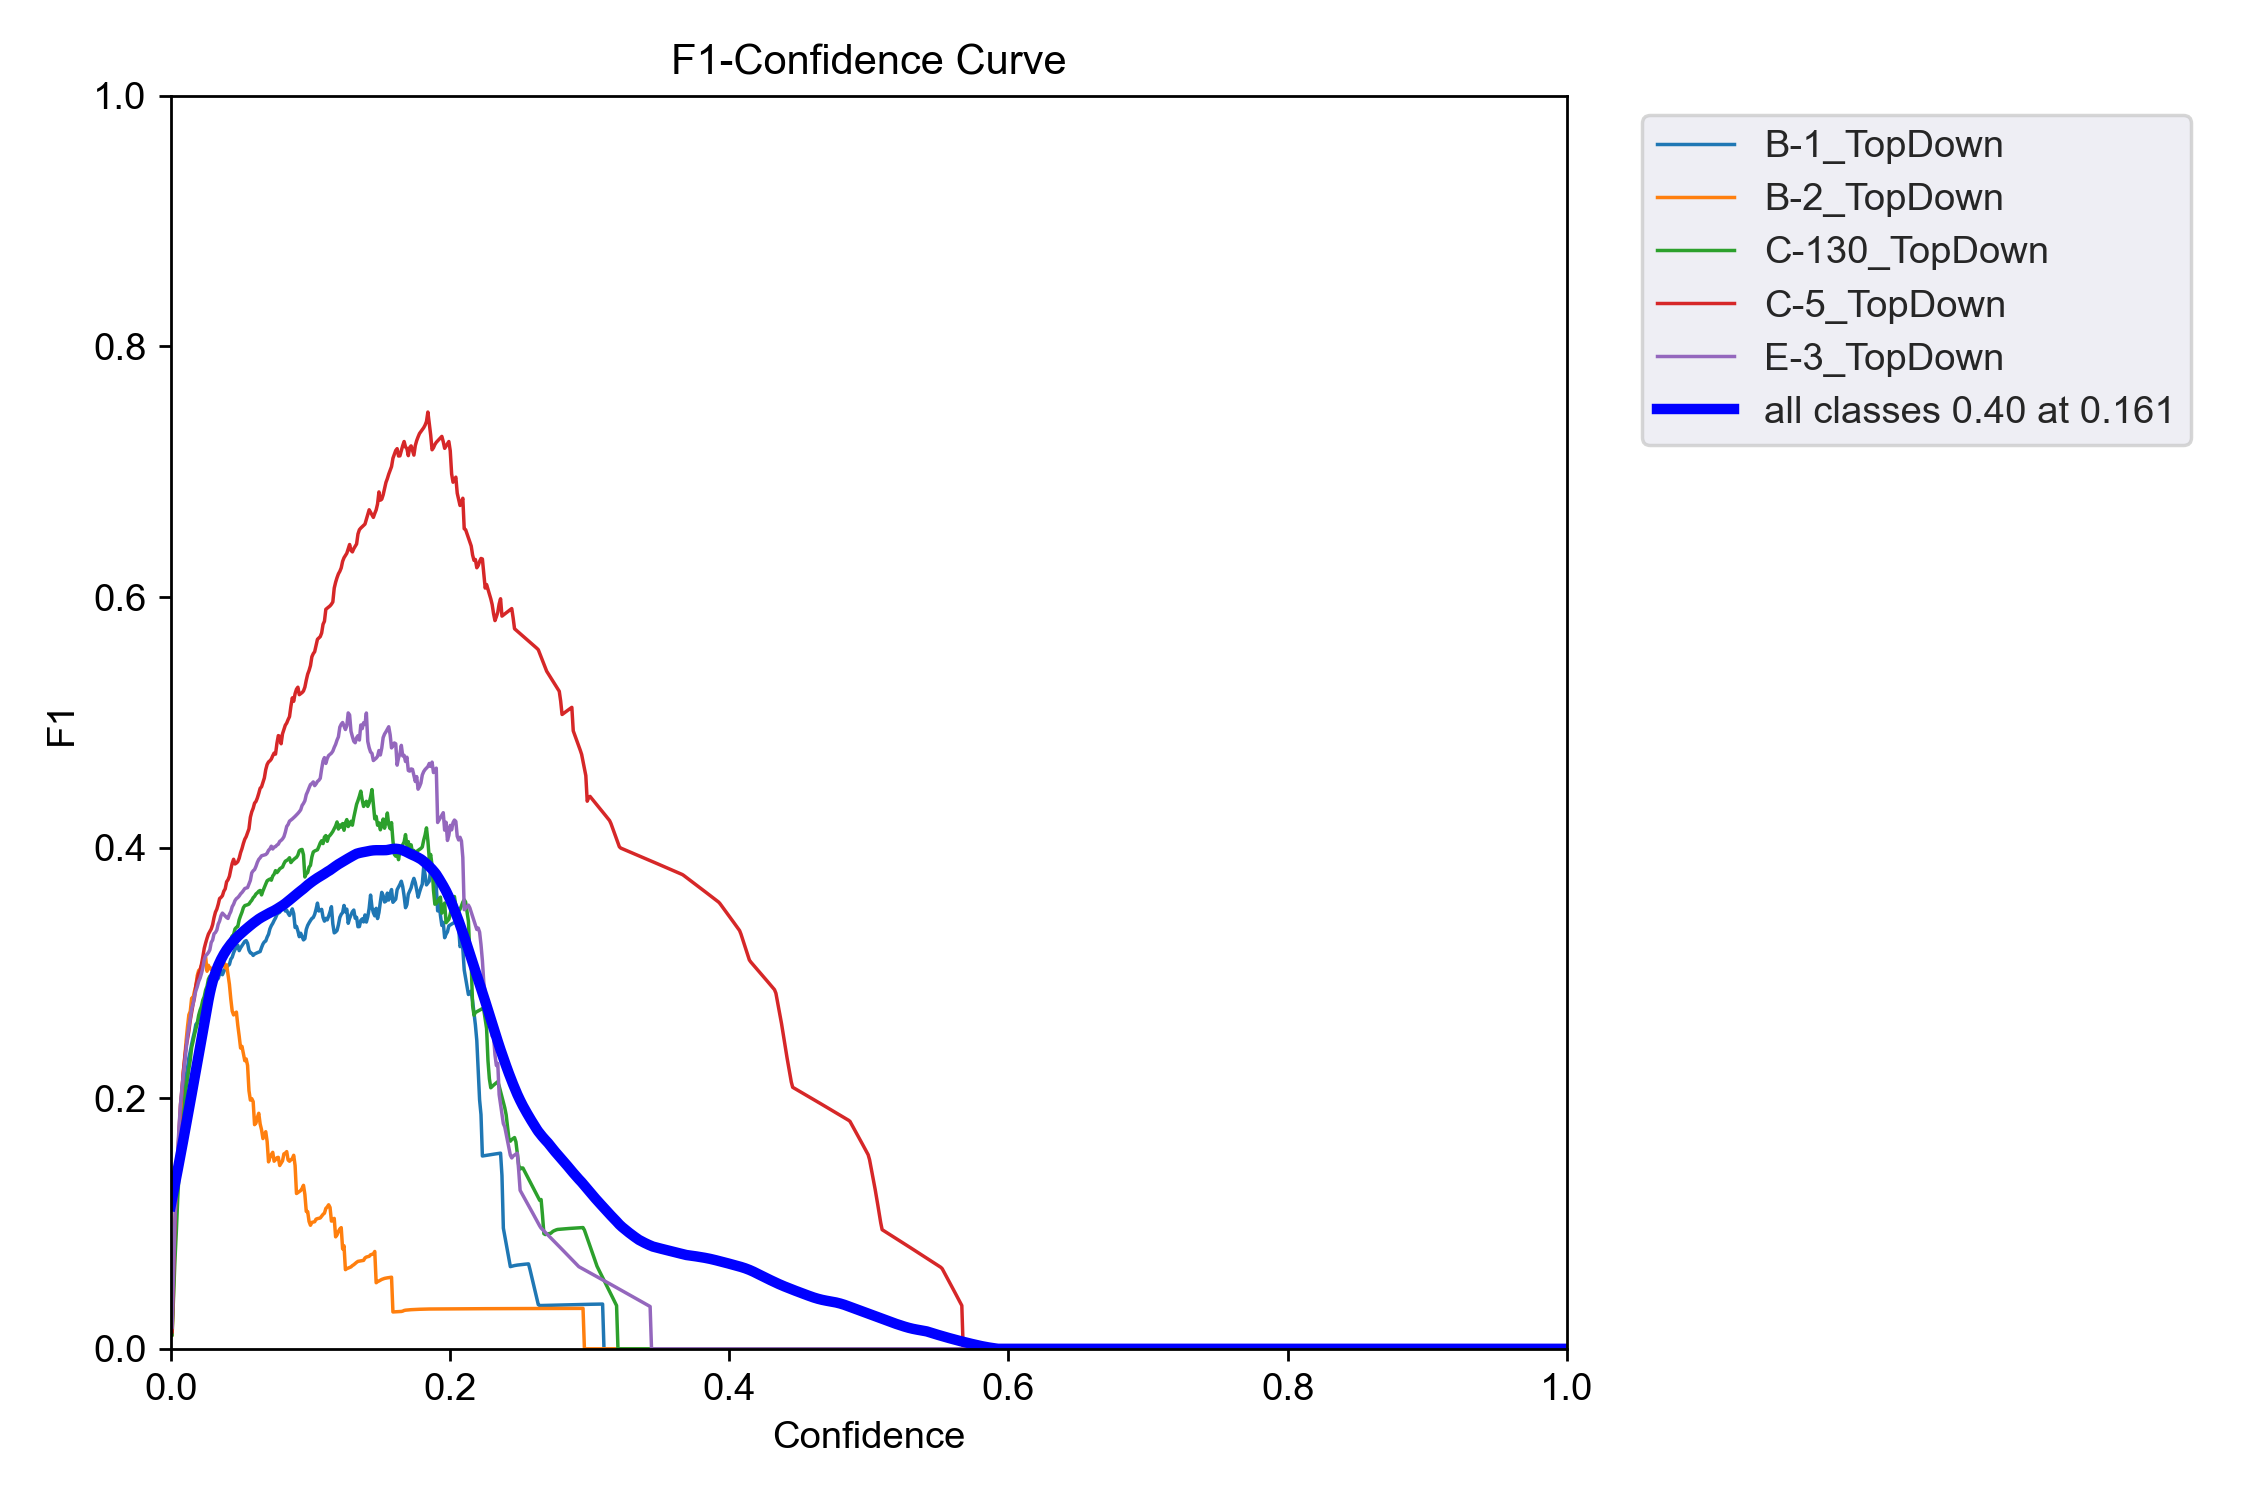 F1-Confidence Curve
1.0
0.8
0.6
0.4
0.2
0.0
F1
0.0 0.2 0.4 0.6 0.8 1.0
Confidence
B-1_TopDown
B-2_TopDown
C-130_TopDown
C-5_TopDown
E-3_TopDown
all classes 0.40 at 0.161